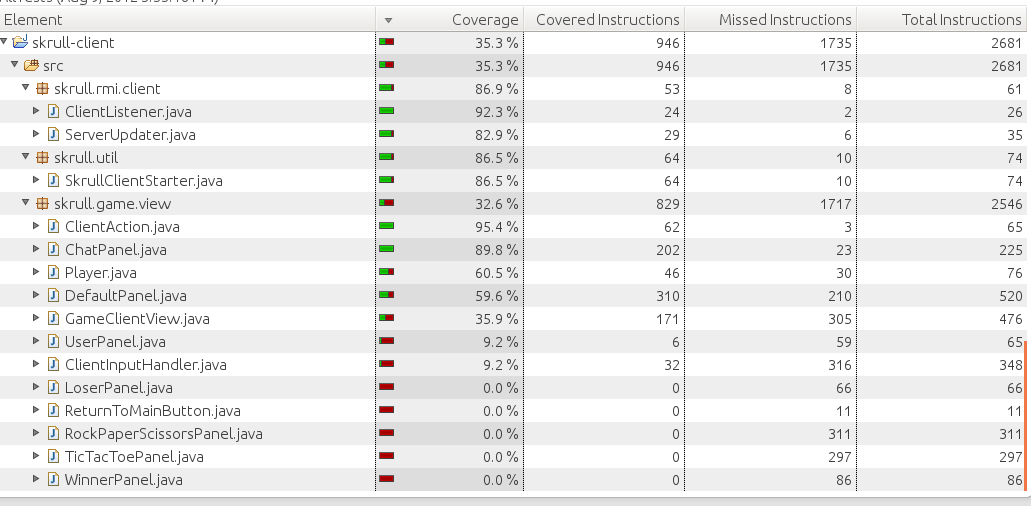 Element Coverage Covered Instructions Missed Instructions Total Instructions
skrull-client 35.3 % 946 1735 2681
src 35.3 % 946 1735 2681
skrull.rmi.client 86.9 % 53 8 61
ClientListener.java 92.3 % 24 2 26
ServerUpdater.java 82.9 % 29 6 35
skrull.util 86.5 % 64 10 74
SkrullClientStarter.java 86.5 % 64 10 74
skrull.game.view 32.6 % 829 1717 2546
ClientAction.java 95.4 % 62 3 65
ChatPanel.java 89.8 % 202 23 225
Player.java 60.5 % 46 30 76
DefaultPanel.java 59.6 % 310 210 520
GameClientView.java 35.9 % 171 305 476
UserPanel.java 9.2 % 6 59 65
ClientInputHandler.java 9.2 % 32 316 348
LoserPanel.java 0.0 % 0 66 66
ReturnToMainButton.java 0.0 % 0 11 11
RockPaperScissorsPanel.java 0.0 % 0 311 311
TicTacToePanel.java 0.0 % 0 297 297
WinnerPanel.java 0.0 % 0 86 86